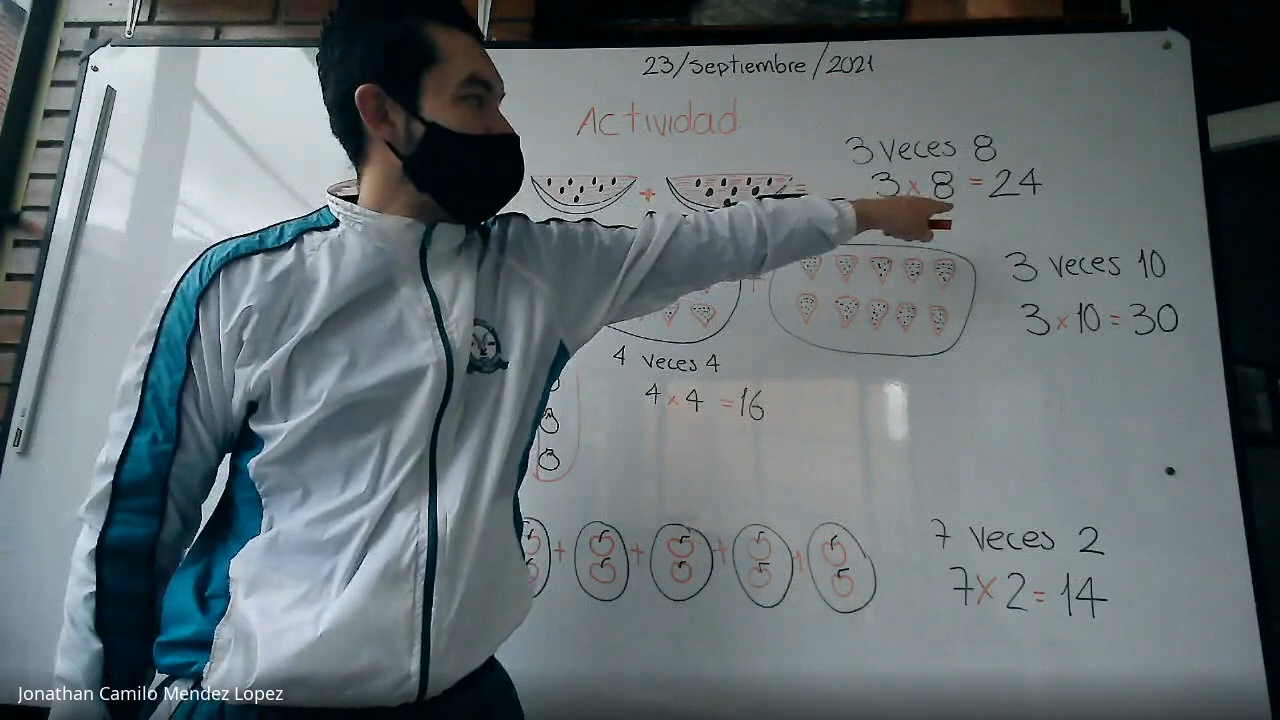 23/septiembre/2021
Actividad
3 veces 8
3 x 8 = 24
3 veces 10
3 x 10 = 30
4 veces 4
4 x 4 = 16
7 veces 2
7 x 2 = 14
Jonathan Camilo Mendez Lopez